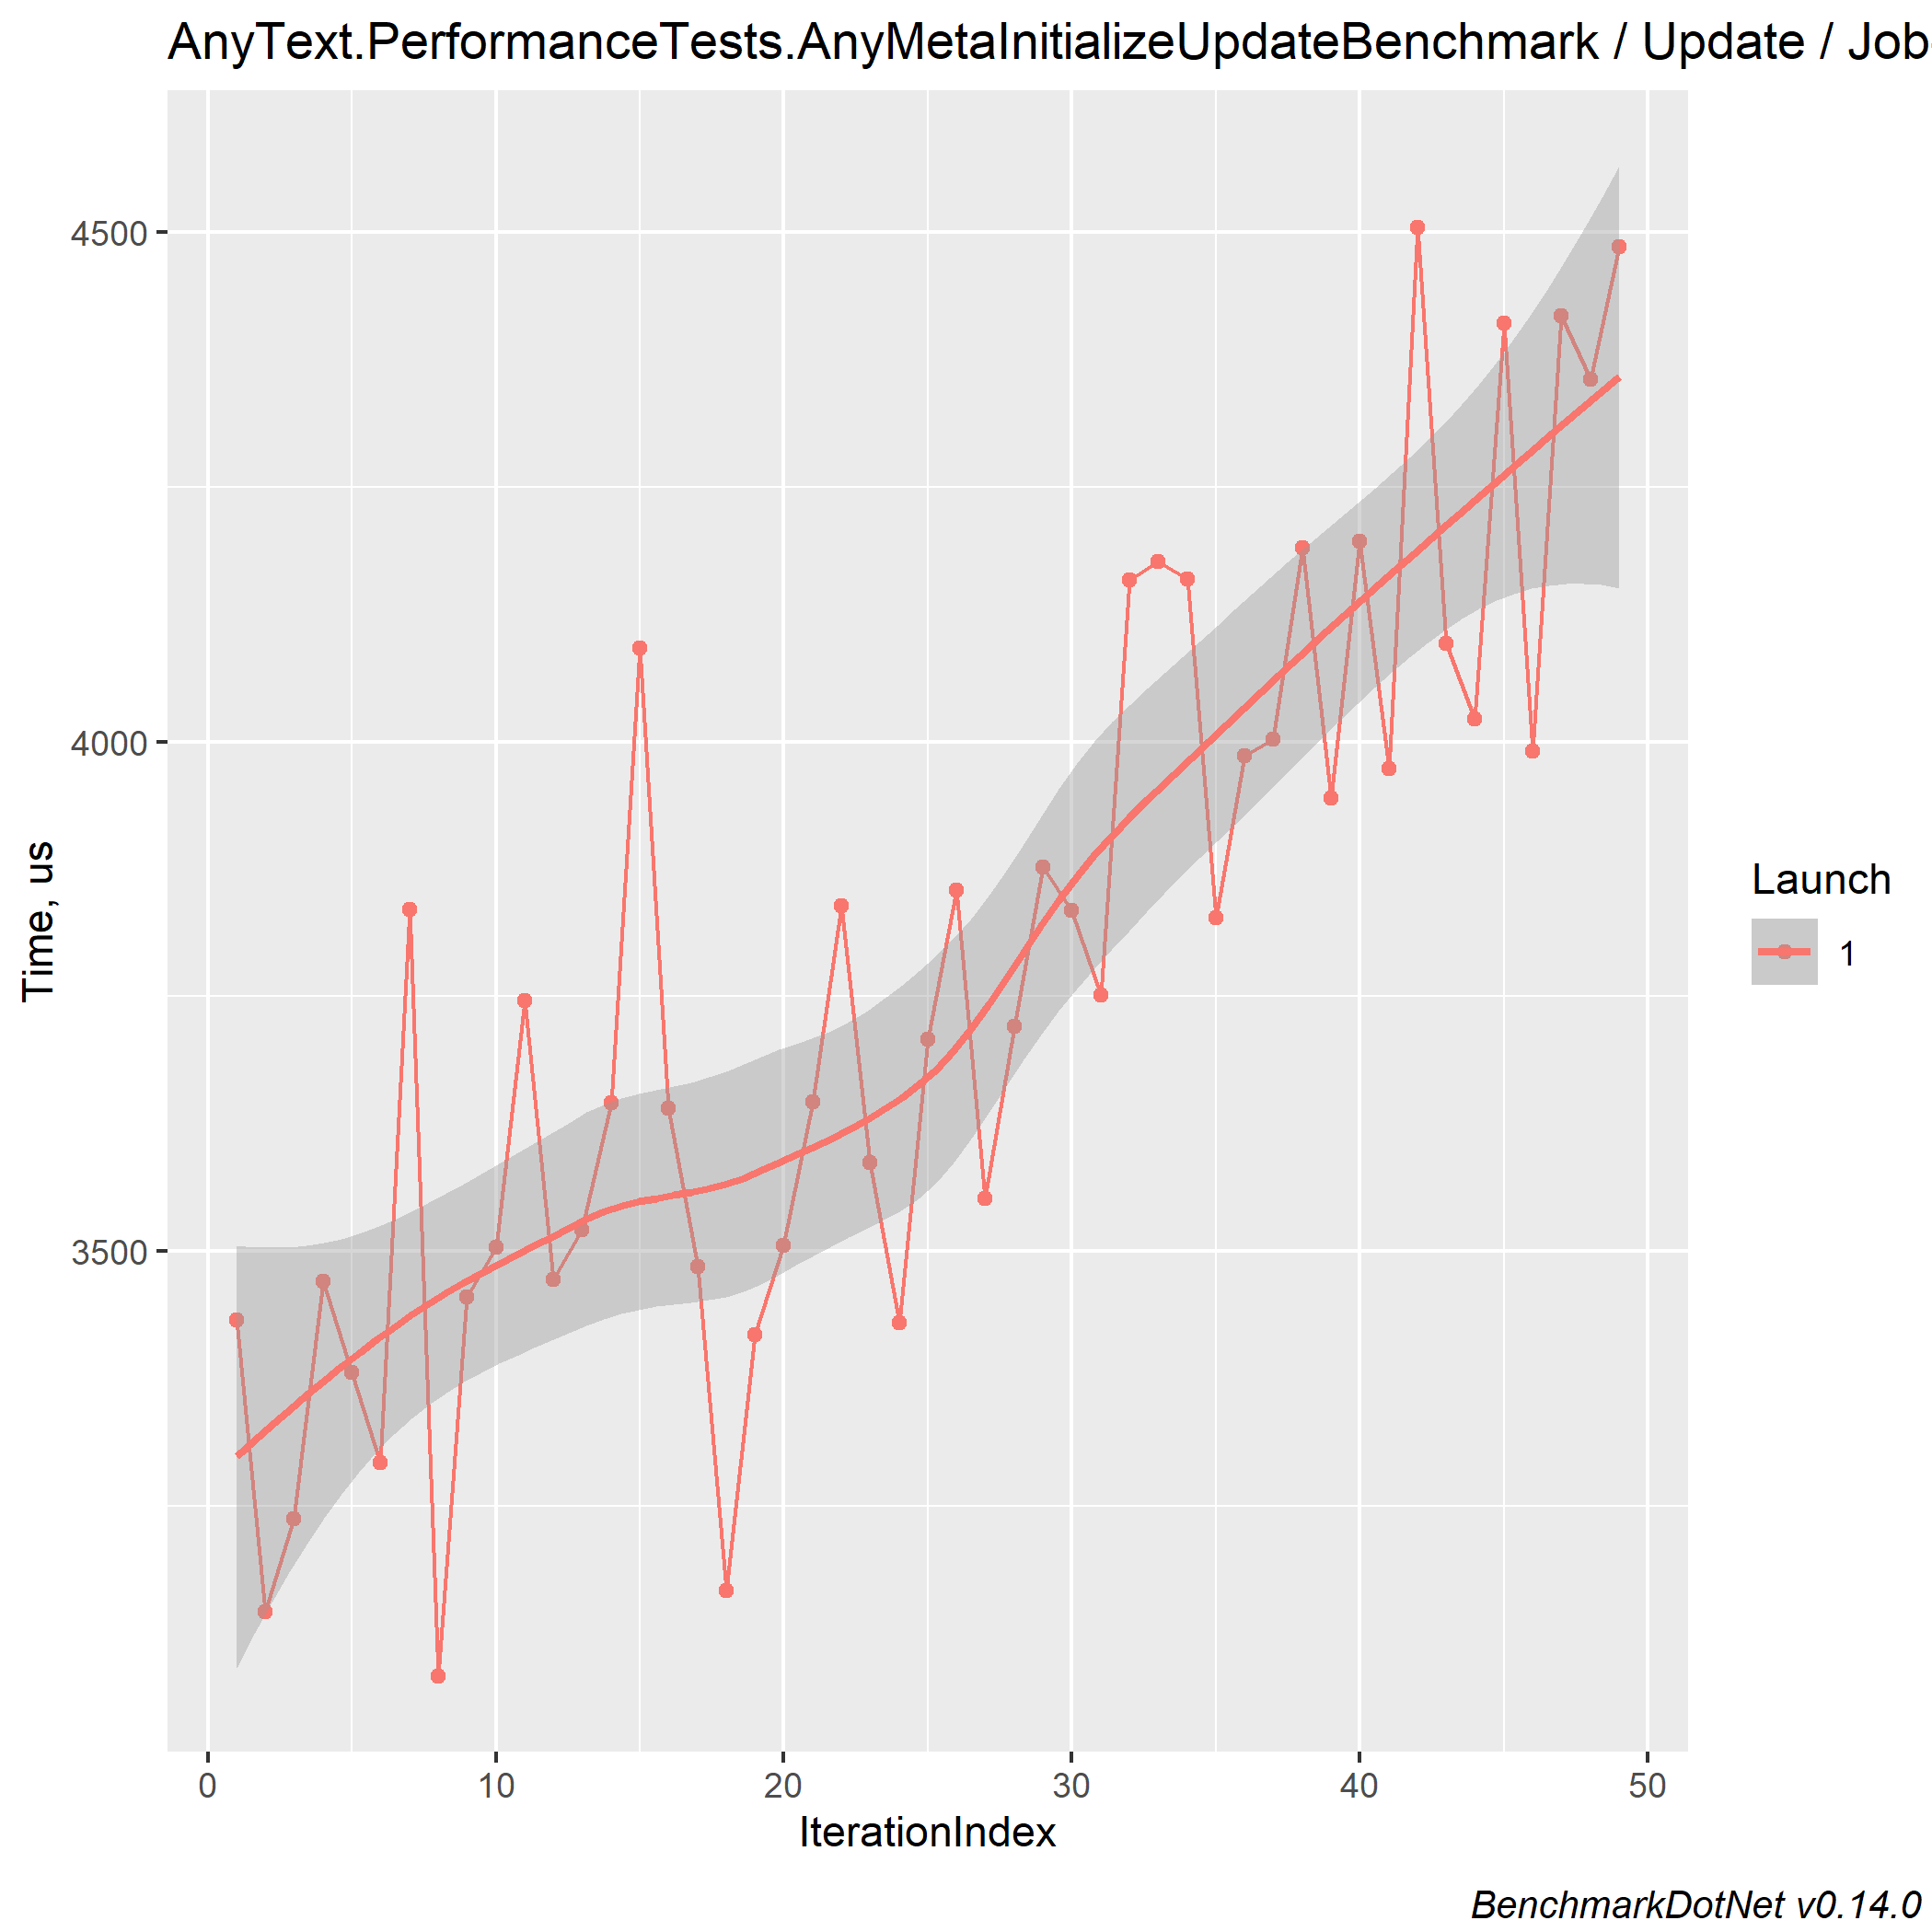 AnyText.PerformanceTests.AnyMetaInitializeUpdateBenchmark / Update / Job
4500
4000
3500
Time, us
0 10 20 30 40 50
IterationIndex
Launch
1
BenchmarkDotNet v0.14.0